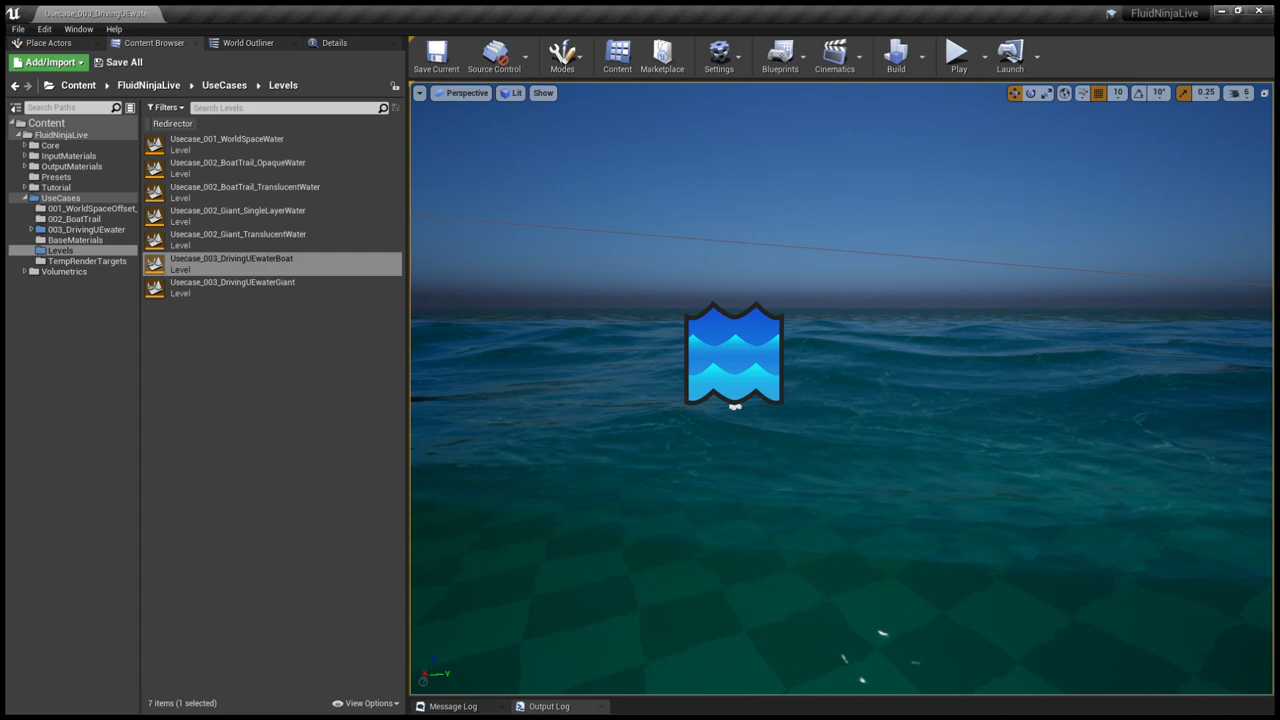 Usecase_003_DrivingUEwate
FluidNinjaLive
File
Edit
Window
Help
Place Actors
Content Browser
World Outliner
Details
Add/Import
Save All
Save Current
Source Control
Modes
Content
Marketplace
Settings
Blueprints
Cinematics
Build
Play
Launch
Content
FluidNinjaLive
UseCases
Levels
Search Paths
Filters
Search Levels
Redirector
Content
FluidNinjaLive
Core
InputMaterials
OutputMaterials
Presets
Tutorial
UseCases
001_WorldSpaceOffset_
002_BoatTrail
003_DrivingUEwater
BaseMaterials
Levels
TempRenderTargets
Volumetrics
Usecase_001_WorldSpaceWater
Level
Usecase_002_BoatTrail_OpaqueWater
Level
Usecase_002_BoatTrail_TranslucentWater
Level
Usecase_002_Giant_SingleLayerWater
Level
Usecase_002_Giant_TranslucentWater
Level
Usecase_003_DrivingUEwaterBoat
Level
Usecase_003_DrivingUEwaterGiant
Level
7 items (1 selected)
View Options
Perspective
Lit
Show
10
10°
0.25
6
Y
Message Log
Output Log